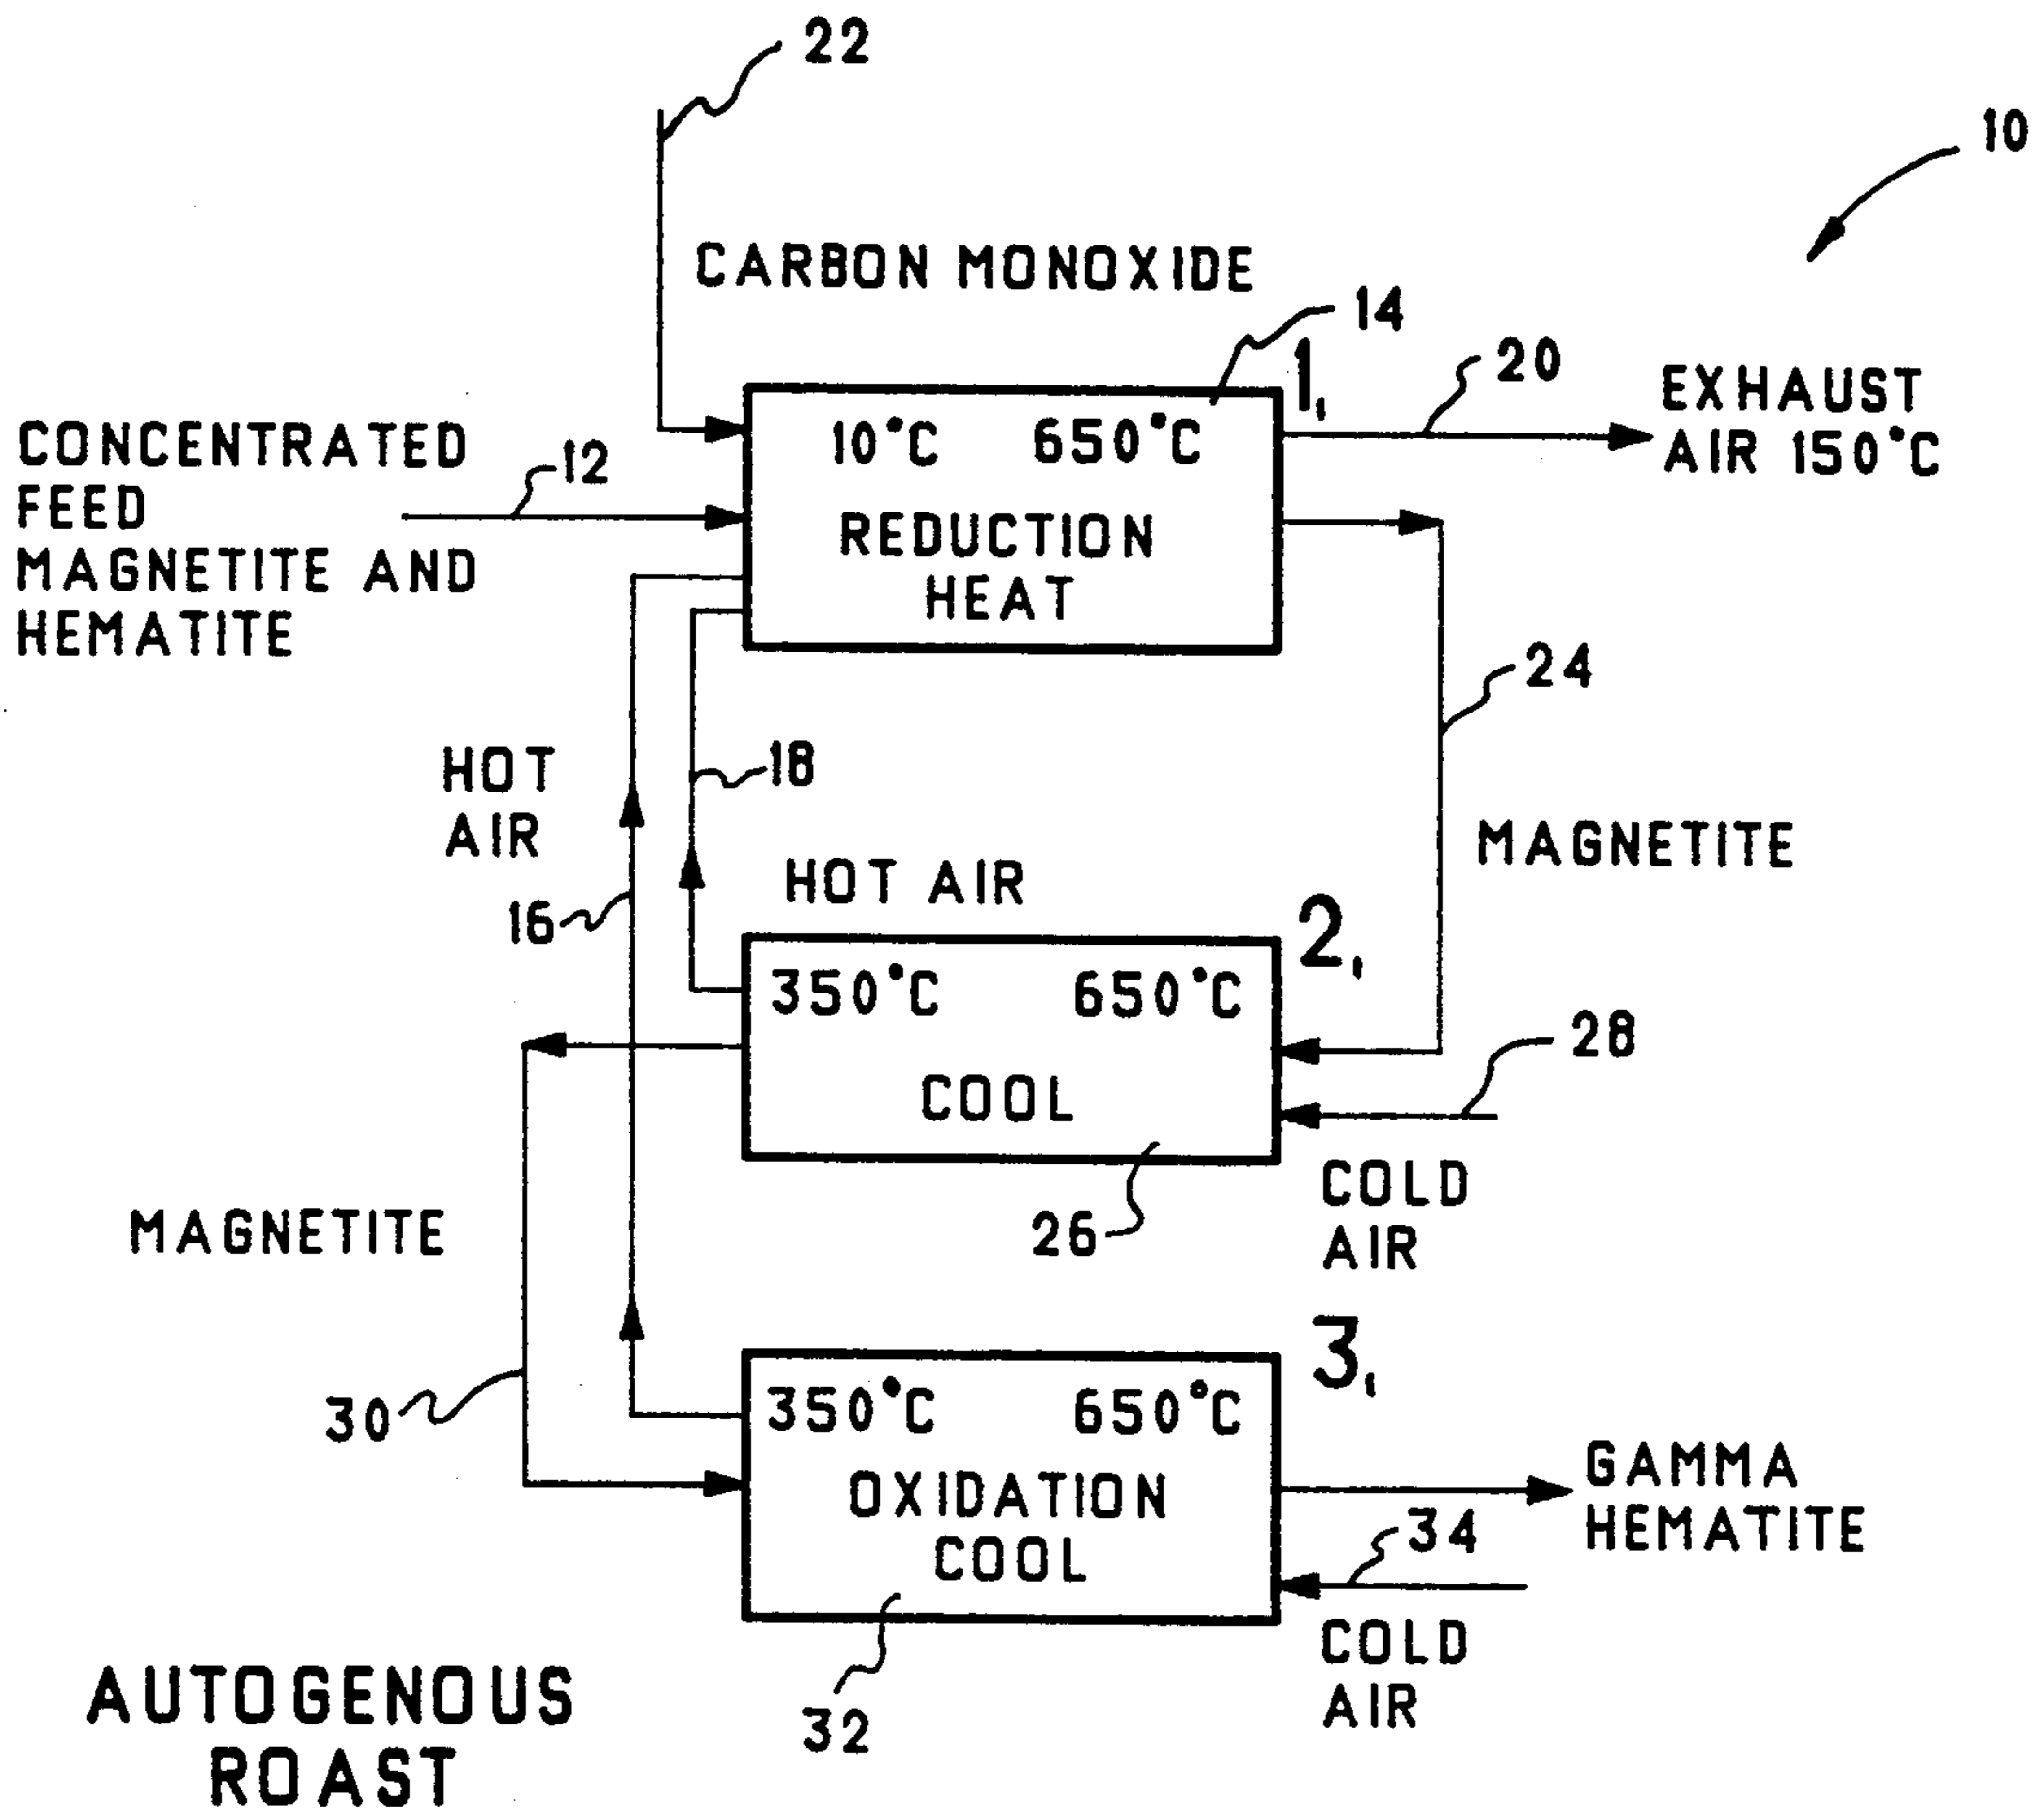 22
10
CARBON MONOXIDE
14
1,
20
EXHAUST
AIR 150°C
10°C 650°C
CONCENTRATED
FEED
MAGNETITE AND
HEMATITE
12
REDUCTION
HEAT
24
HOT
AIR
18
MAGNETITE
HOT AIR
16
2,
350°C 650°C
28
COOL
COLD
AIR
26
MAGNETITE
3,
30
350°C 650°C
OXIDATION
COOL
GAMMA
HEMATITE
34
COLD
AIR
32
AUTOGENOUS
ROAST